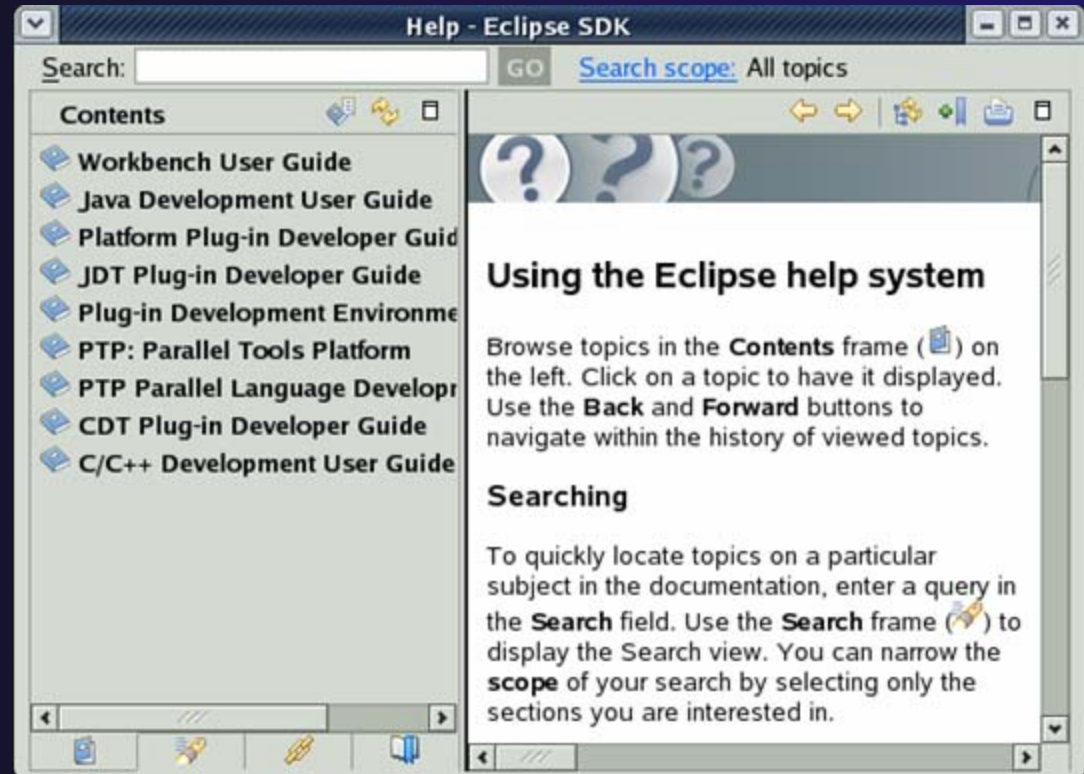 Help - Eclipse SDK
Search: GO Search scope: All topics
Contents
Workbench User Guide
Java Development User Guide
Platform Plug-in Developer Guid
JDT Plug-in Developer Guide
Plug-in Development Environme
PTP: Parallel Tools Platform
PTP Parallel Language Developr
CDT Plug-in Developer Guide
C/C++ Development User Guide
? ? ?
Using the Eclipse help system
Browse topics in the Contents frame ( ) on
the left. Click on a topic to have it displayed.
Use the Back and Forward buttons to
navigate within the history of viewed topics.
Searching
To quickly locate topics on a particular
subject in the documentation, enter a query in
the Search field. Use the Search frame ( ) to
display the Search view. You can narrow the
scope of your search by selecting only the
sections you are interested in.